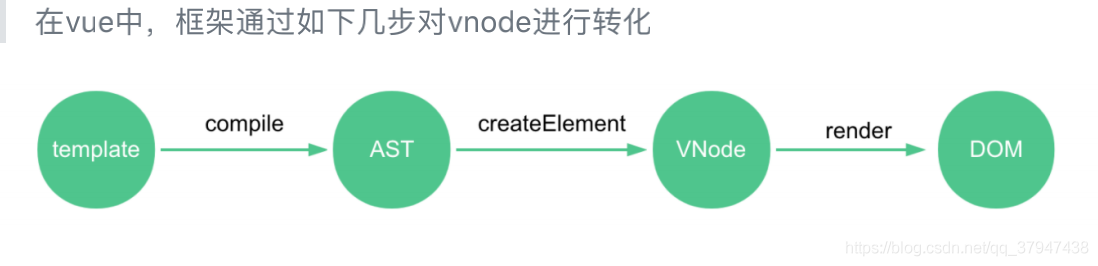 在vue中，框架通过如下几步对vnode进行转化
compile
createElement
render
template
AST
VNode
DOM
https://blog.csdn.net/qq_37947438